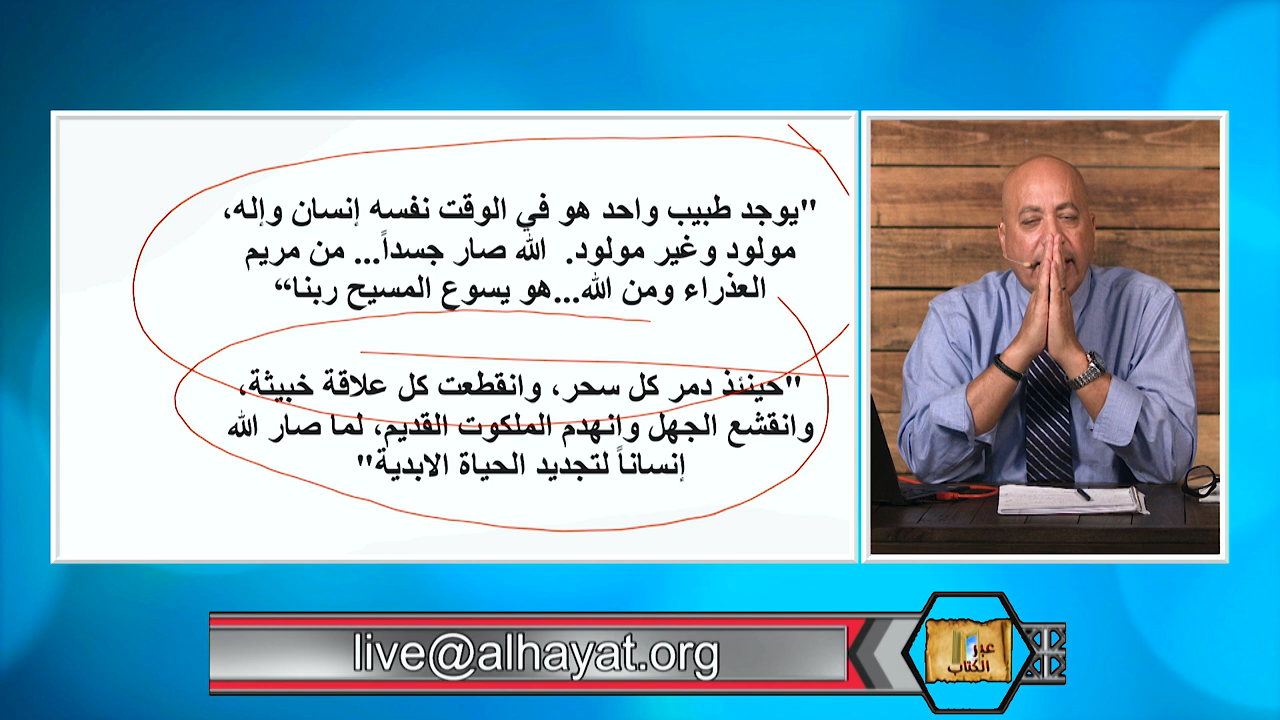 "يوجد طبيب واحد هو في الوقت نفسه إنسان وإله،
مولود وغير مولود. الله صار جسداً... من مريم
العذراء ومن الله...هو يسوع المسيح ربنا“
"حينئذ دمر كل سحر، وانقطعت كل علاقة خبيثة،
وانقشع الجهل وانهدم الملكوت القديم، لما صار الله
إنساناً لتجديد الحياة الابدية"
live@alhayat.org
عبر
الكتاب